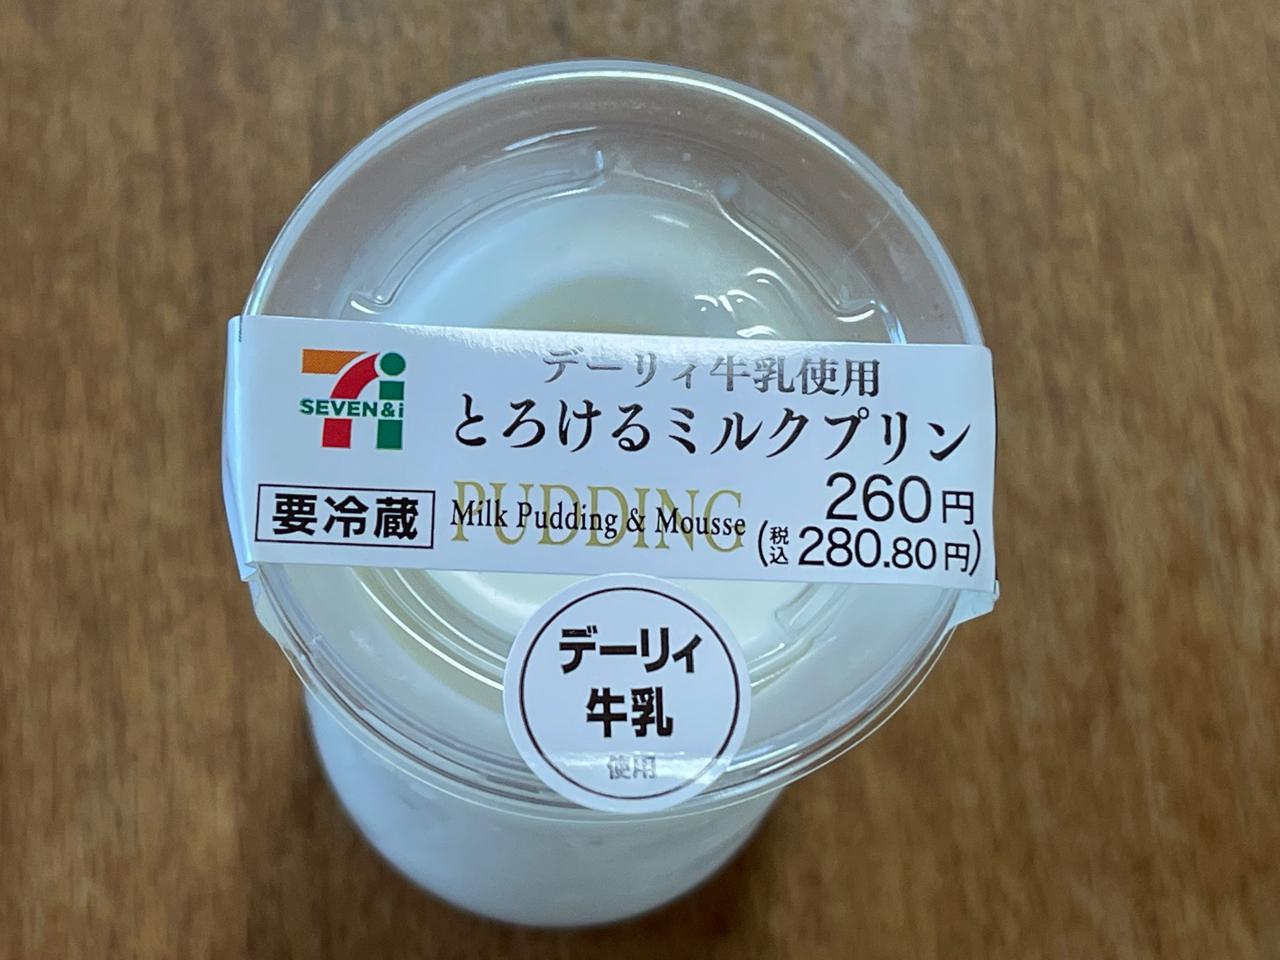 SEVEN&i
デーリィ牛乳使用
とろけるミルクプリン
要冷蔵
PUDDING
Milk Pudding & Mousse
260円
(税込 280.80円)
デーリィ
牛乳
使用